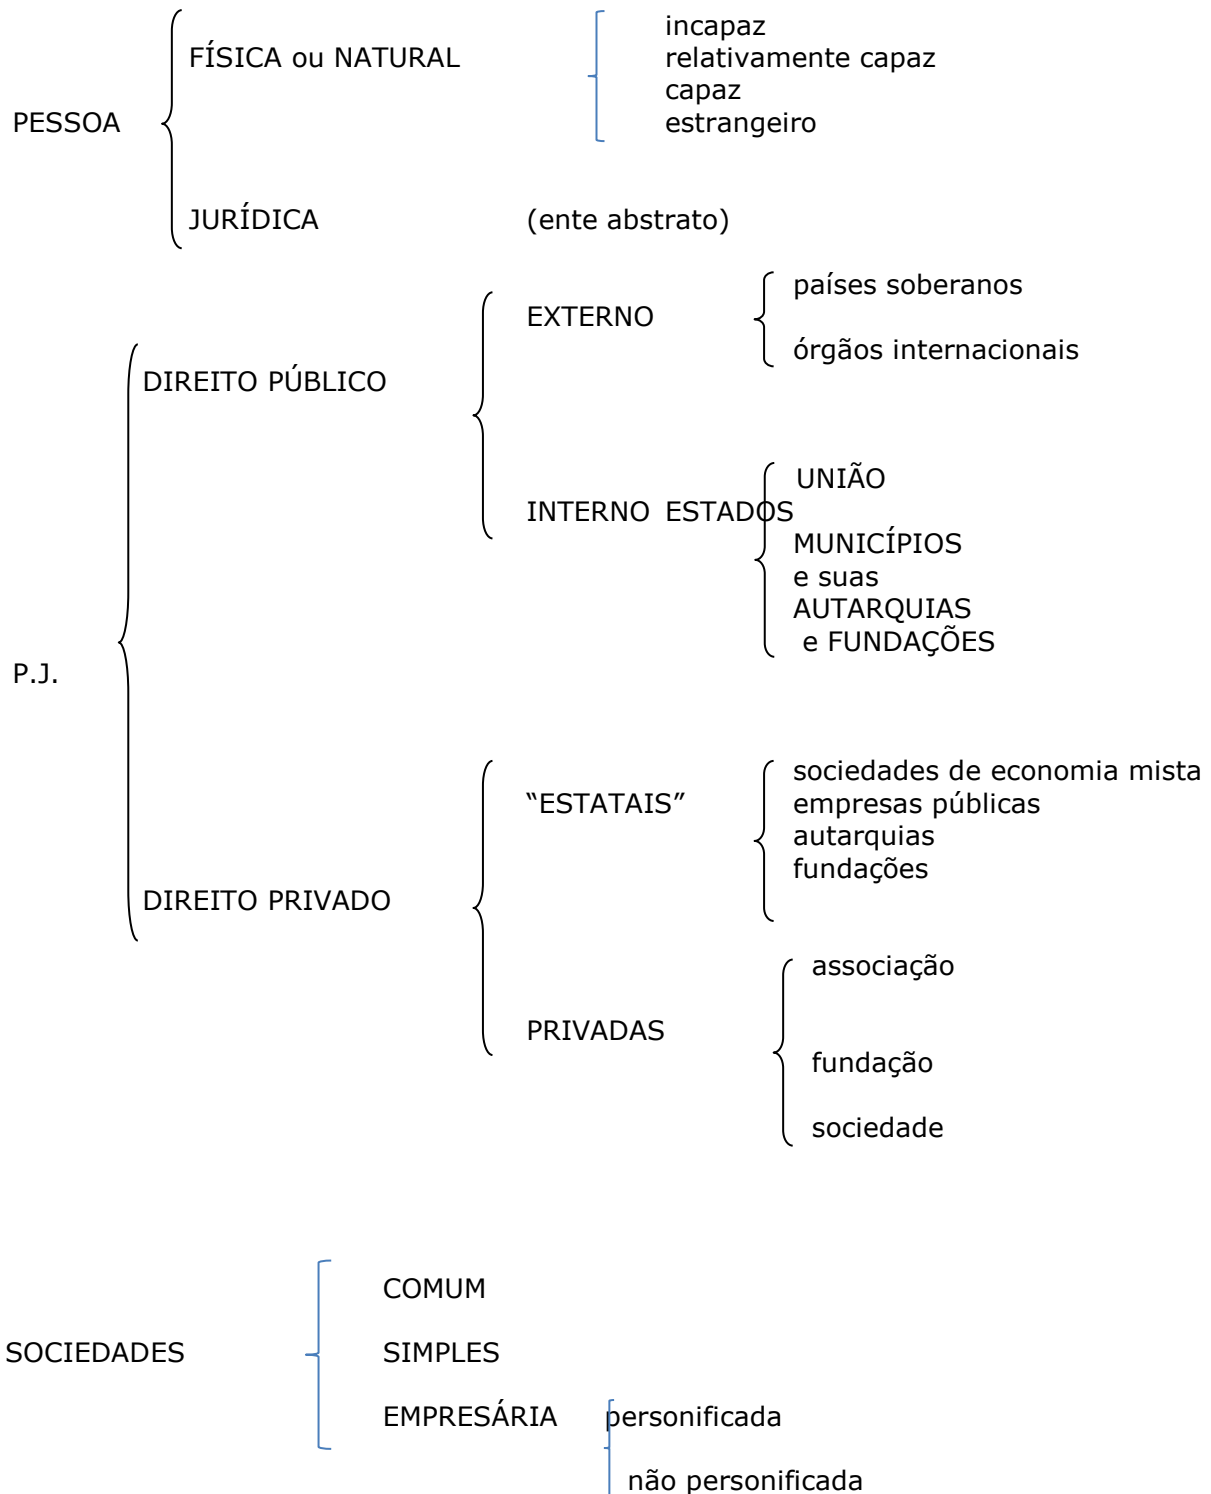 incapaz
FÍSICA ou NATURAL relativamente capaz
capaz
PESSOA estrangeiro
JURÍDICA (ente abstrato)
países soberanos
EXTERNO
órgãos internacionais
DIREITO PÚBLICO
UNIÃO
INTERNO ESTADOS
MUNICÍPIOS
e suas
AUTARQUIAS
e FUNDAÇÕES
P.J.
sociedades de economia mista
“ESTATAIS” empresas públicas
autarquias
fundações
DIREITO PRIVADO
associação
PRIVADAS
fundação
sociedade
COMUM
SOCIEDADES SIMPLES
EMPRESÁRIA personificada
não personificada